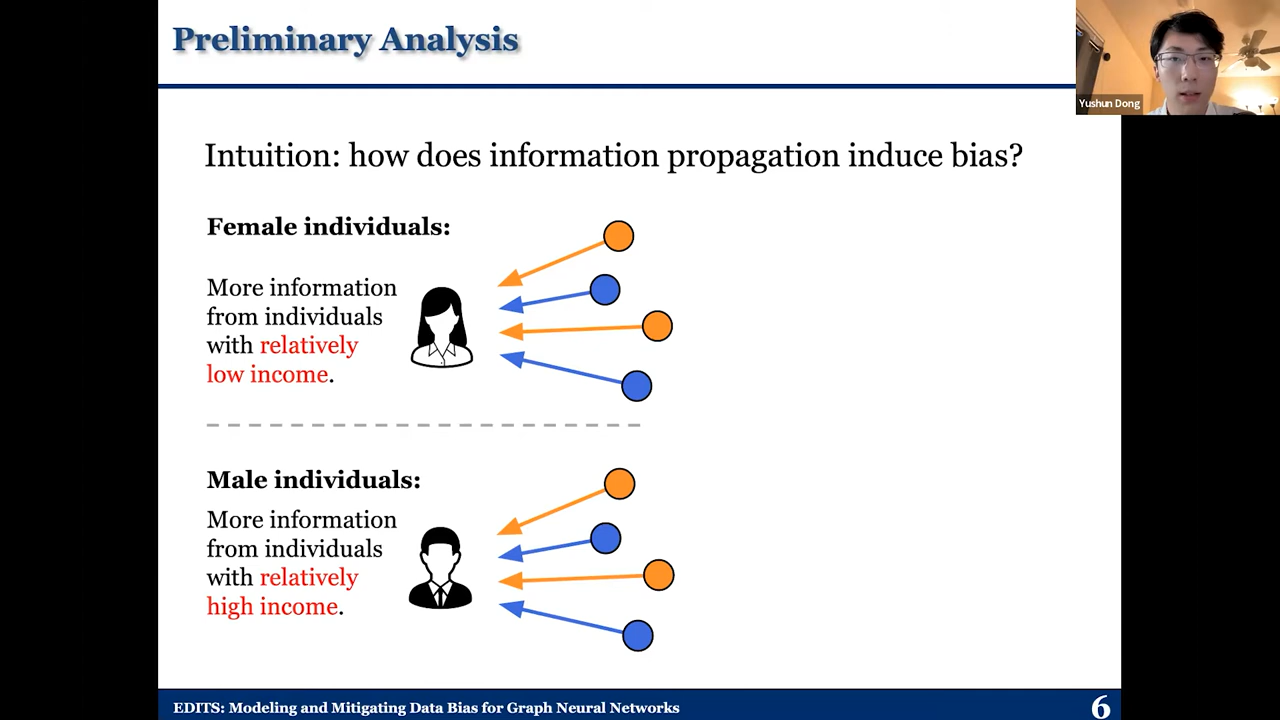 Preliminary Analysis
Yushun Dong
Intuition: how does information propagation induce bias?
Female individuals:
More information
from individuals
with relatively
low income.
Male individuals:
More information
from individuals
with relatively
high income.
EDITS: Modeling and Mitigating Data Bias for Graph Neural Networks
6